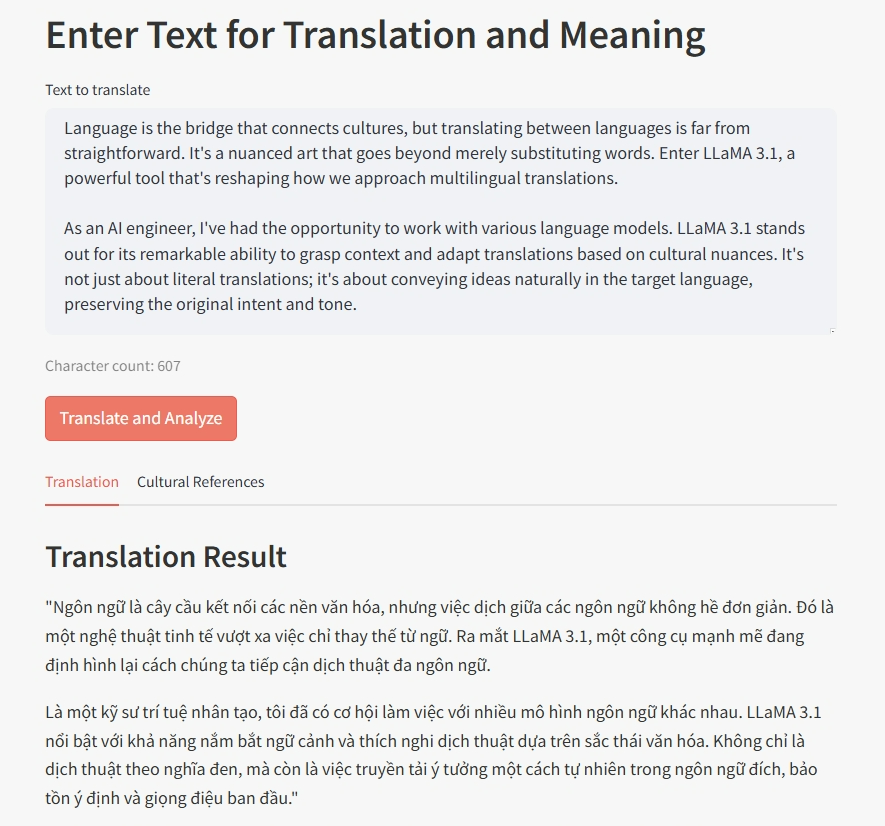 Enter Text for Translation and Meaning
Text to translate
Language is the bridge that connects cultures, but translating between languages is far from
straightforward. It's a nuanced art that goes beyond merely substituting words. Enter LLaMA 3.1, a
powerful tool that's reshaping how we approach multilingual translations.
As an AI engineer, I've had the opportunity to work with various language models. LLaMA 3.1 stands
out for its remarkable ability to grasp context and adapt translations based on cultural nuances. It's
not just about literal translations; it's about conveying ideas naturally in the target language,
preserving the original intent and tone.
Character count: 607
Translate and Analyze
Translation Cultural References
Translation Result
"Ngôn ngữ là cây cầu kết nối các nền văn hóa, nhưng việc dịch giữa các ngôn ngữ không hề đơn giản. Đó là
một nghệ thuật tinh tế vượt xa việc chỉ thay thế từ ngữ. Ra mắt LLaMA 3.1, một công cụ mạnh mẽ đang
định hình lại cách chúng ta tiếp cận dịch thuật đa ngôn ngữ.
Là một kỹ sư trí tuệ nhân tạo, tôi đã có cơ hội làm việc với nhiều mô hình ngôn ngữ khác nhau. LLaMA 3.1
nổi bật với khả năng nắm bắt ngữ cảnh và thích nghi dịch thuật dựa trên sắc thái văn hóa. Không chỉ là
dịch thuật theo nghĩa đen, mà còn là việc truyền tải ý tưởng một cách tự nhiên trong ngôn ngữ đích, bảo
tồn ý định và giọng điệu ban đầu."